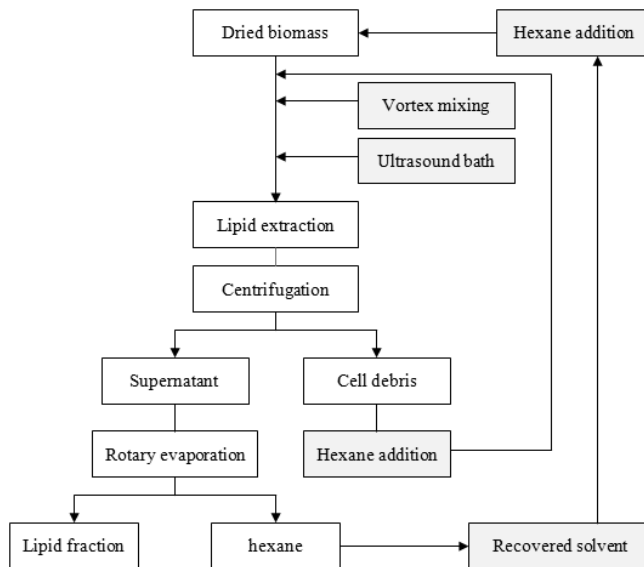 Dried biomass
Hexane addition
Vortex mixing
Ultrasound bath
Lipid extraction
Centrifugation
Supernatant
Cell debris
Rotary evaporation
Hexane addition
Lipid fraction
hexane
Recovered solvent